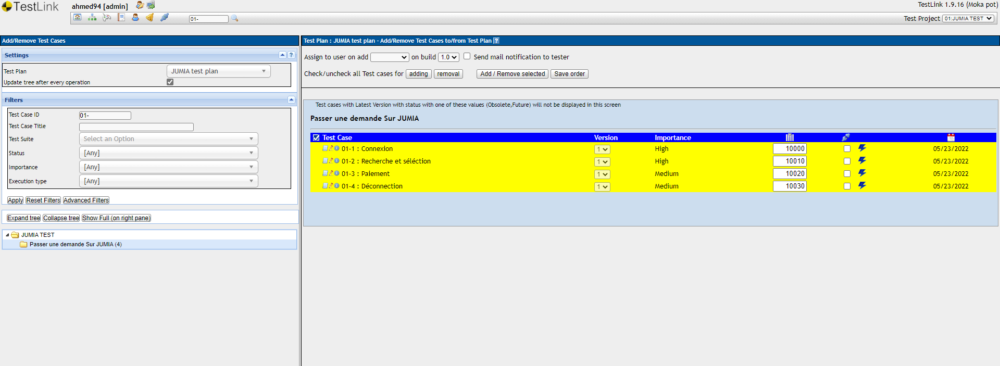 TestLink
ahmed94 [admin]
TestLink 1.9.16 (Moka pot)
01-
Test Project 01:JUMIA TEST
Add/Remove Test Cases
Settings
?
Test Plan JUMIA test plan
Update tree after every operation
Filters
Test Case ID 01-
Test Case Title
Test Suite Select an Option
Status [Any]
Importance [Any]
Execution type [Any]
Apply Reset Filters Advanced Filters
Expand tree Collapse tree Show Full (on right pane)
JUMIA TEST
Passer une demande Sur JUMIA (4)
Test Plan : JUMIA test plan - Add/Remove Test Cases to/from Test Plan ?
Assign to user on add on build 1.0 Send mail notification to tester
Check/uncheck all Test cases for adding removal Add / Remove selected Save order
Test cases with Latest Version with status with one of these values (Obsolete,Future) will not be displayed in this screen
Passer une demande Sur JUMIA
Test Case Version Importance
01-1 : Connexion 1 High 10000 05/23/2022
01-2 : Recherche et séléction 1 High 10010 05/23/2022
01-3 : Paiement 1 Medium 10020 05/23/2022
01-4 : Déconnection 1 Medium 10030 05/23/2022